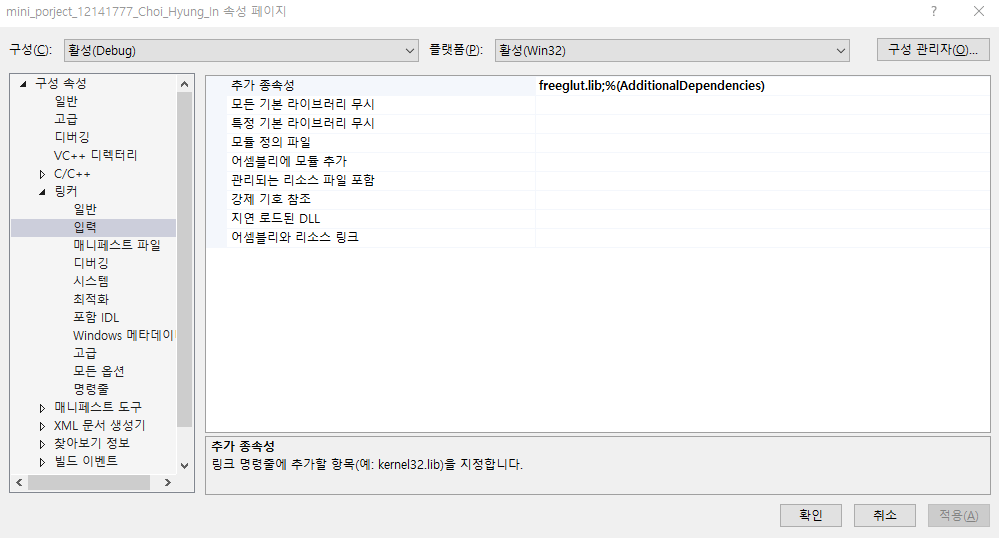 mini_porject_12141777_Choi_Hyung_In 속성 페이지
구성(C): 활성(Debug) 플랫폼(P): 활성(Win32) 구성 관리자(O)...
구성 속성
일반
고급
디버깅
VC++ 디렉터리
C/C++
링커
일반
입력
매니페스트 파일
디버깅
시스템
최적화
포함 IDL
Windows 메타데이
고급
모든 옵션
명령줄
매니페스트 도구
XML 문서 생성기
찾아보기 정보
빌드 이벤트
추가 종속성 freeglut.lib;%(AdditionalDependencies)
모든 기본 라이브러리 무시
특정 기본 라이브러리 무시
모듈 정의 파일
어셈블리에 모듈 추가
관리되는 리소스 파일 포함
강제 기호 참조
지연 로드된 DLL
어셈블리와 리소스 링크
추가 종속성
링크 명령줄에 추가할 항목(예: kernel32.lib)을 지정합니다.
확인 취소 적용(A)